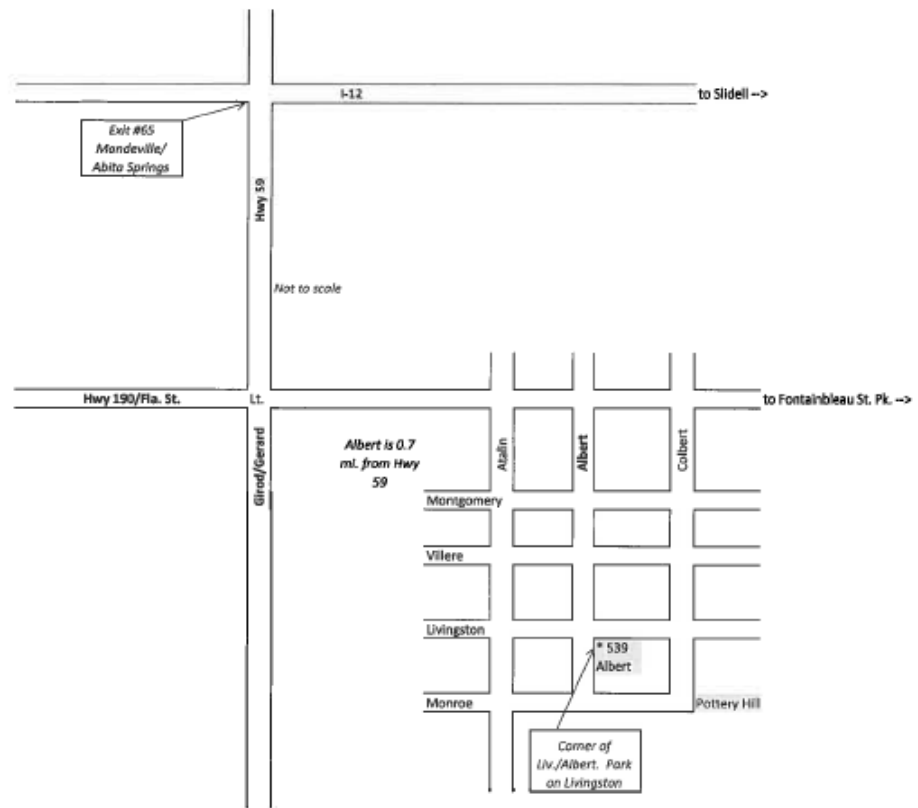 I-12
to Slidell -->
Exit #65
Mandeville/
Abita Springs
Hwy 59
Not to scale
Hwy 190/Fla. St.
Lt.
to Fontainbleau St. Pk. -->
Girod/Gerard
Albert is 0.7
mi. from Hwy
59
Atalin
Albert
Colbert
Montgomery
Villere
Livingston
* 539
Albert
Monroe
Pottery Hill
Corner of
Liv./Albert. Park
on Livingston